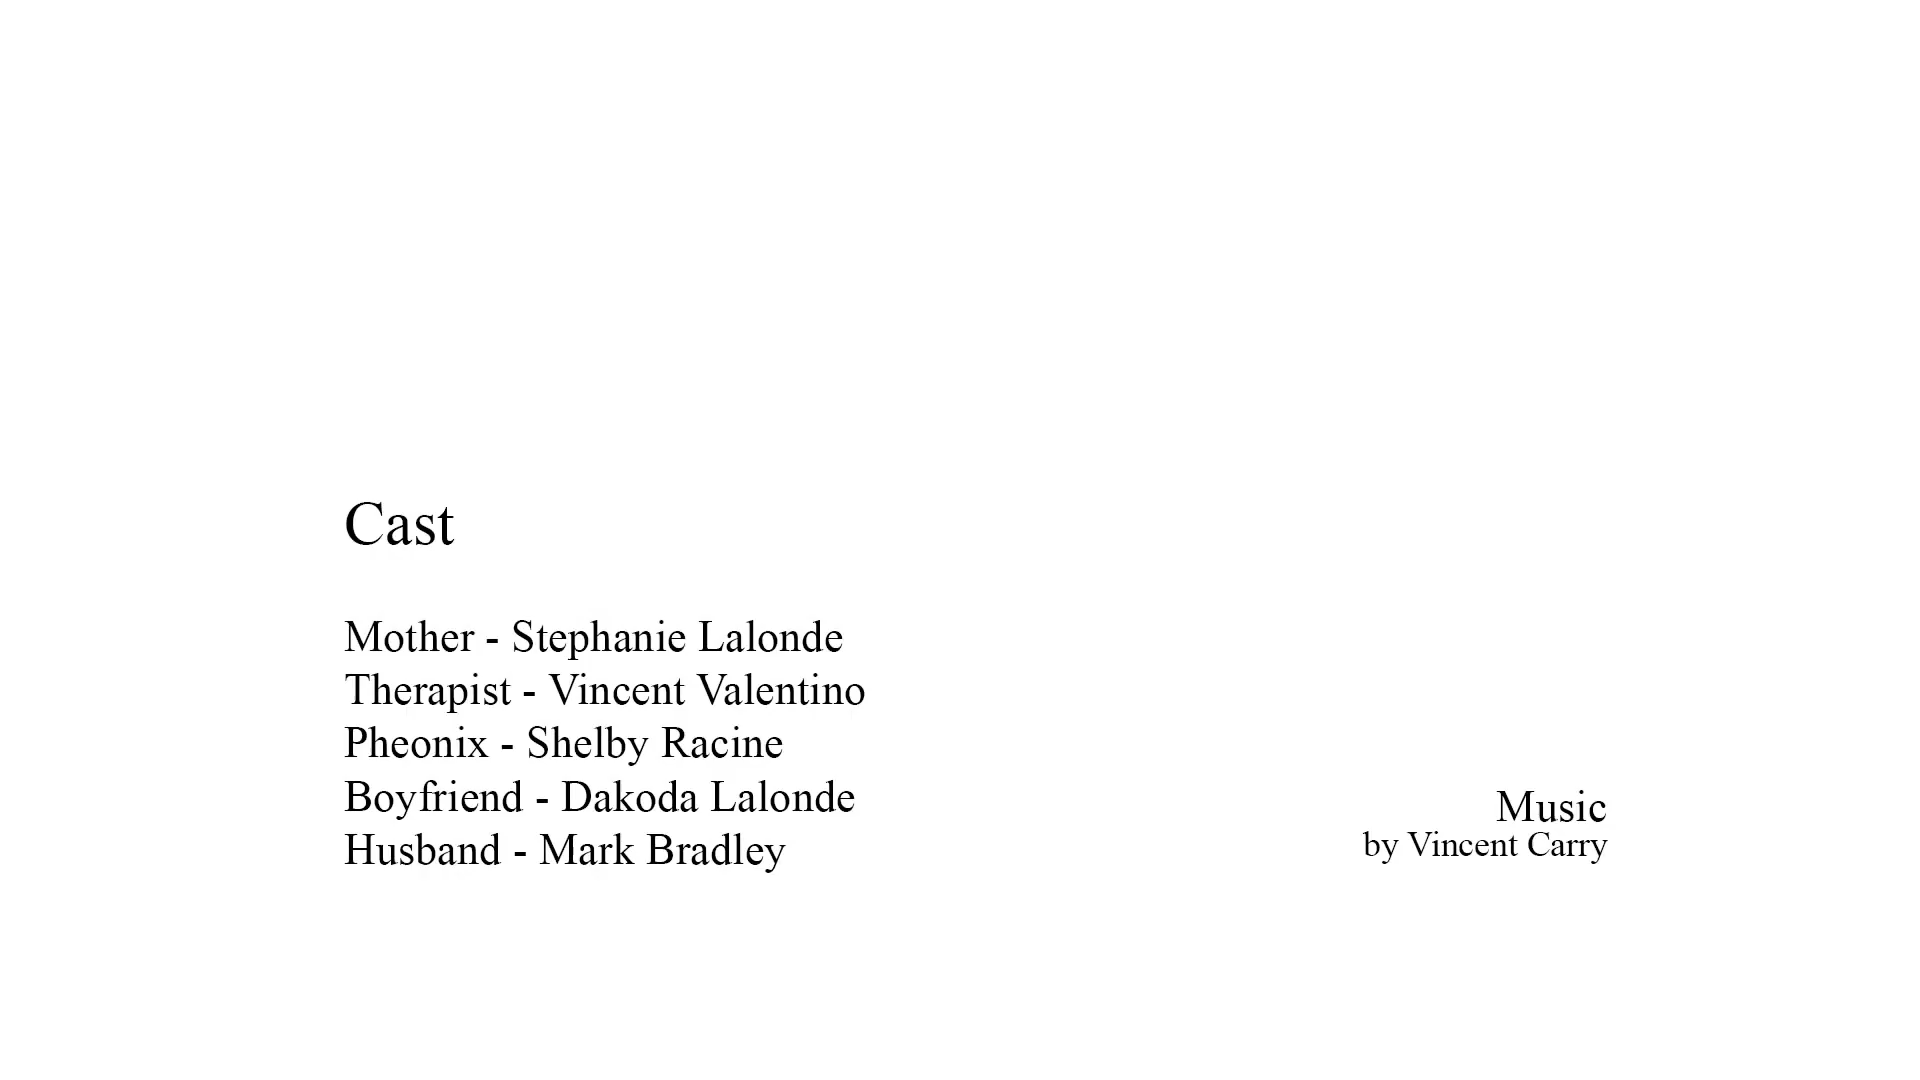 Cast
Mother - Stephanie Lalonde
Therapist - Vincent Valentino
Pheonix - Shelby Racine
Boyfriend - Dakoda Lalonde
Husband - Mark Bradley
Music
by Vincent Carry